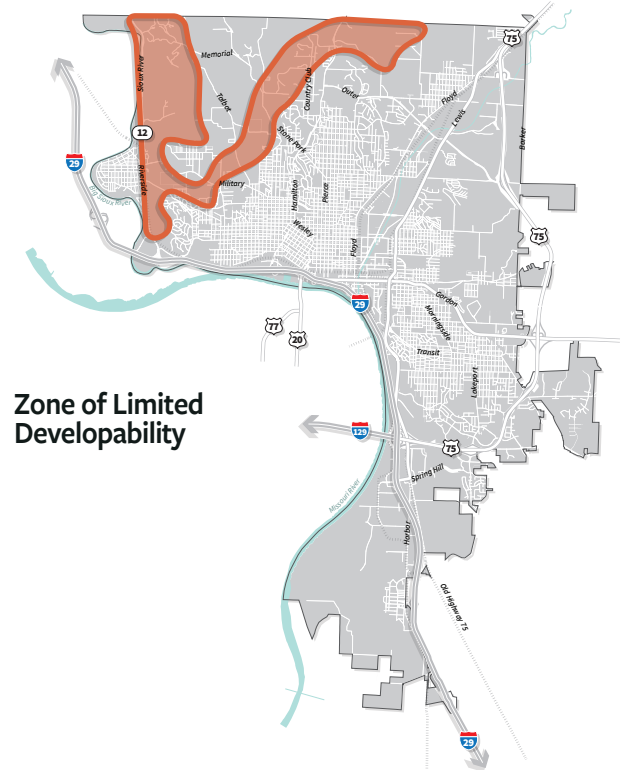 75
Sioux River
Memorial
Country Club
Talbot
Outer
Floyd
Lewis
12
Barker
Stone Park
29
Riverside
Military
Hamilton
Pierce
Big Sioux River
Wesley
Floyd
75
29
Gordon
Morningside
77
20
Transit
Lakeport
Zone of Limited
Developability
129
75
Spring Hill
Missouri River
Harbor
Old Highway 75
29